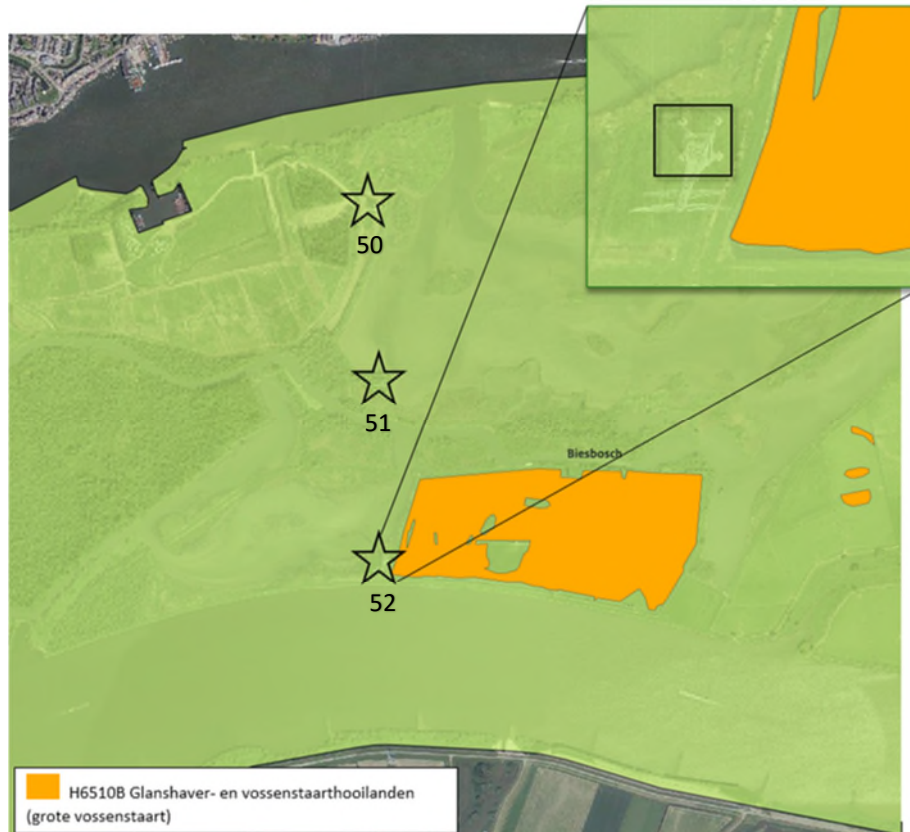 50
51
Biesbosch
52
H6510B Glanshaver- en vossenstaarthooilanden
(grote vossenstaart)